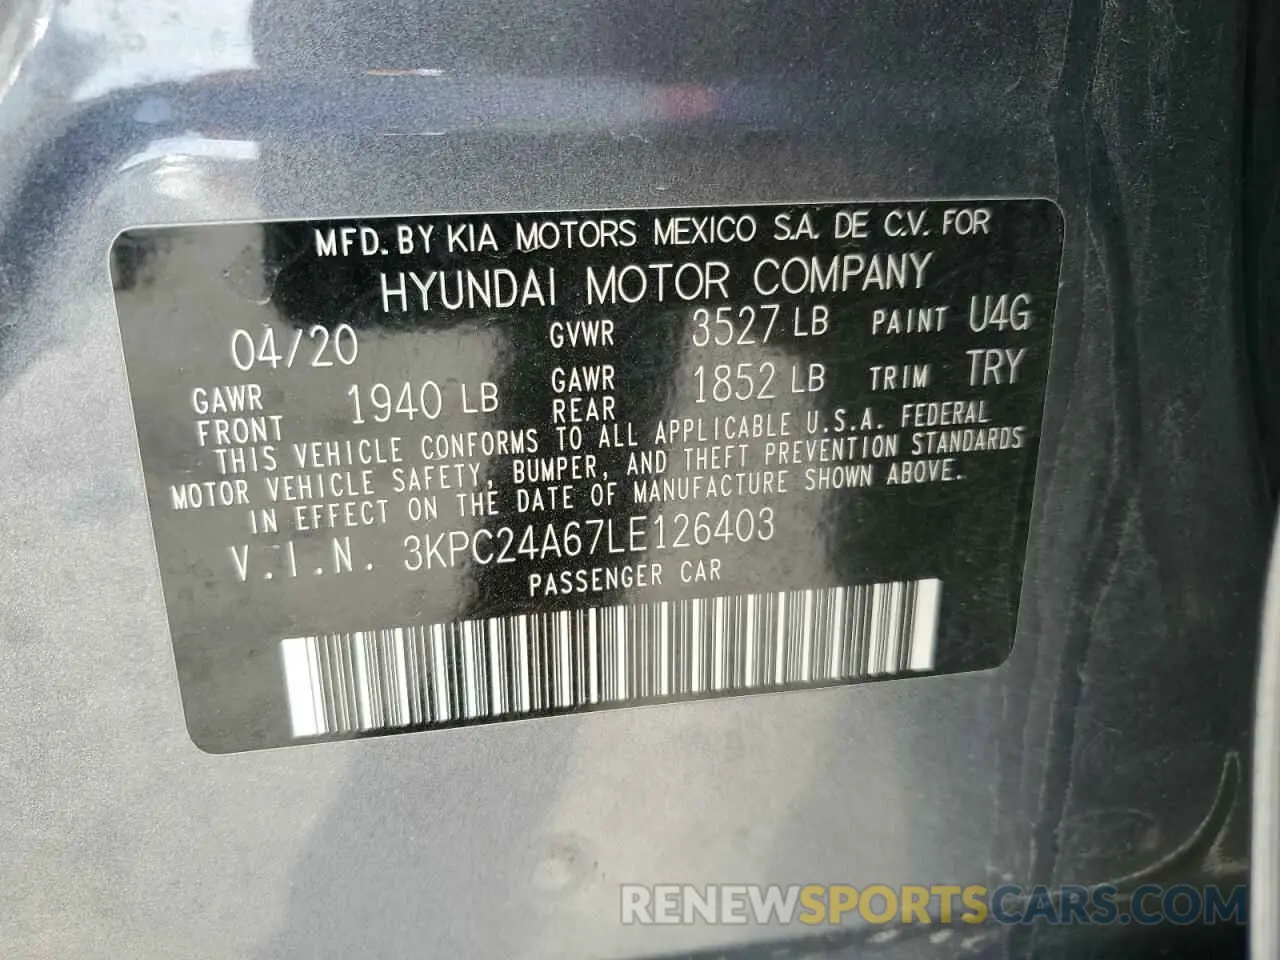 MFD. BY KIA MOTORS MEXICO S.A. DE C.V. FOR
HYUNDAI MOTOR COMPANY
04/20 GVWR 3527 LB PAINT U4G
GAWR FRONT 1940 LB GAWR REAR 1852 LB TRIM TRY
THIS VEHICLE CONFORMS TO ALL APPLICABLE U.S.A. FEDERAL
MOTOR VEHICLE SAFETY, BUMPER, AND THEFT PREVENTION STANDARDS
IN EFFECT ON THE DATE OF MANUFACTURE SHOWN ABOVE.
V.I.N. 3KPC24A67LE126403
PASSENGER CAR
RENEWSPORTSCARS.COM